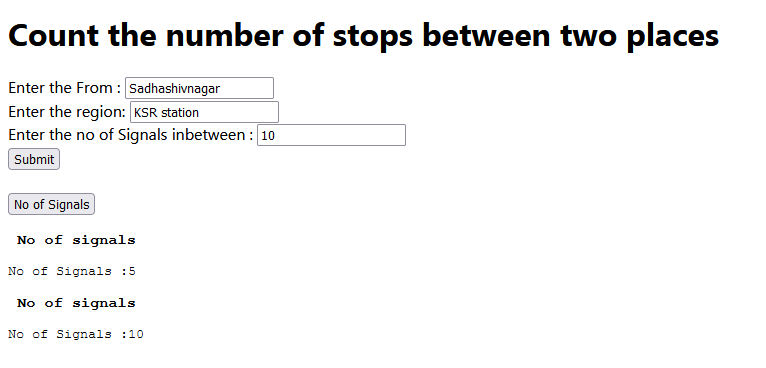 Count the number of stops between two places
Enter the From : Sadhashivnagar
Enter the region: KSR station
Enter the no of Signals inbetween : 10
Submit
No of Signals
No of signals
No of Signals :5
No of signals
No of Signals :10